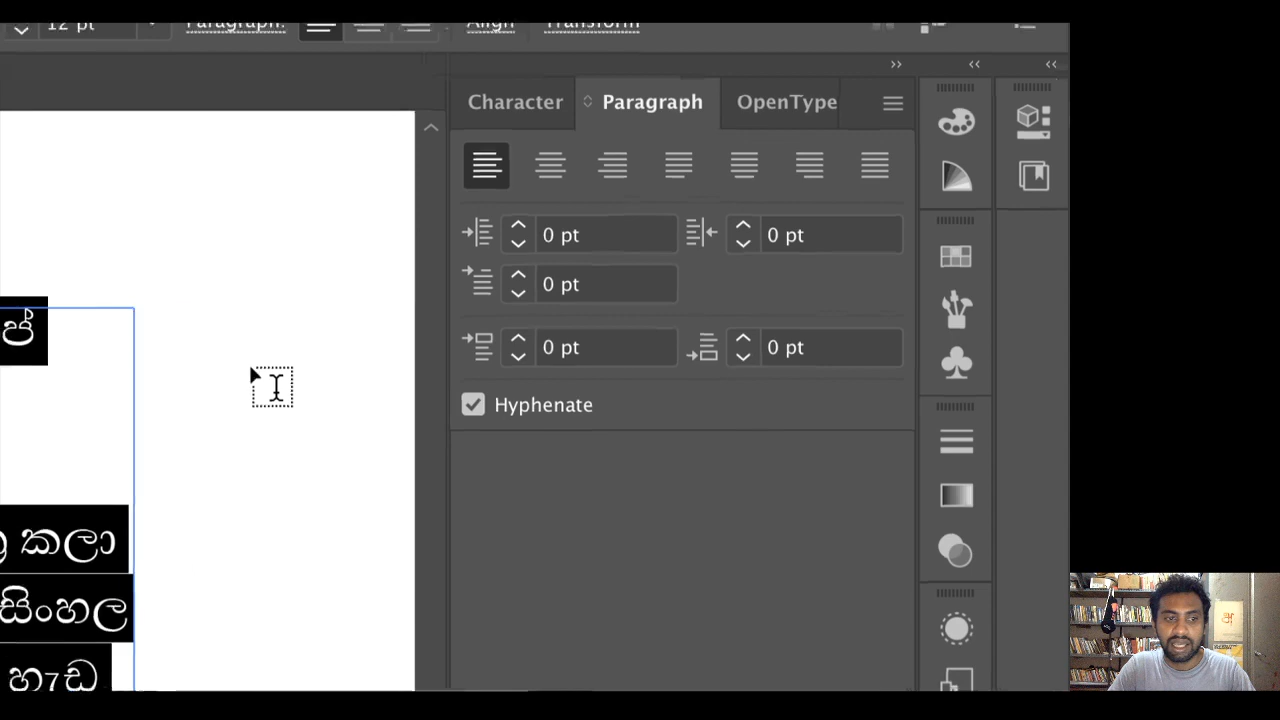 12 pt Paragraph: Align Transform
Character Paragraph OpenType
0 pt 0 pt
0 pt
0 pt 0 pt
Hyphenate
ප්
කලා
සිංහල
හ7ඩ